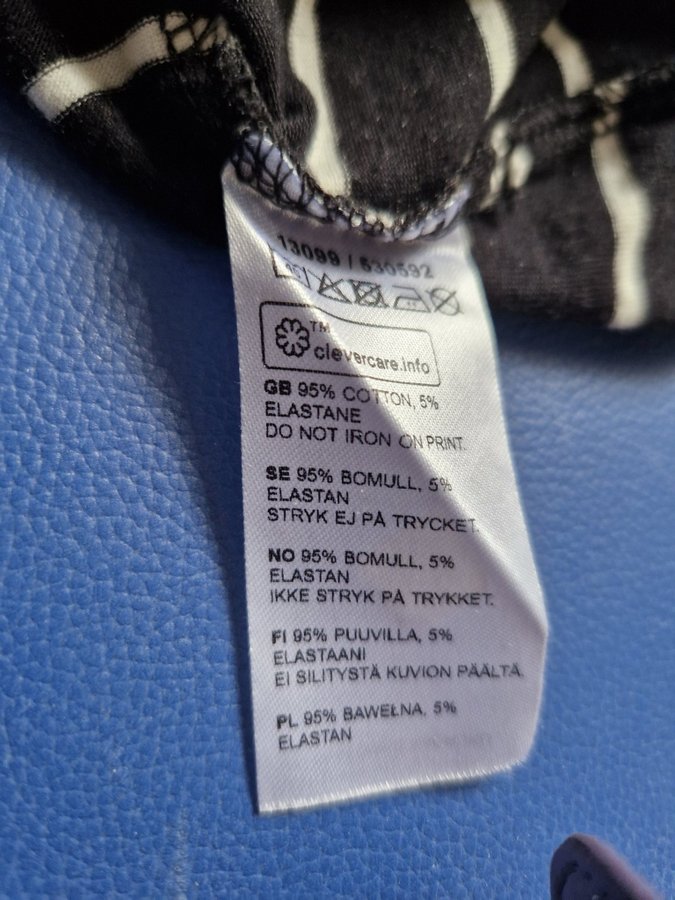 13099 / 530592
TM
clevercare.info
GB 95% COTTON, 5%
ELASTANE
DO NOT IRON ON PRINT.
SE 95% BOMULL, 5%
ELASTAN
STRYK EJ PÅ TRYCKET.
NO 95% BOMULL, 5%
ELASTAN
IKKE STRYK PÅ TRYKKET.
FI 95% PUUVILLA, 5%
ELASTAANI
EI SILITYSTÄ KUVION PÄÄLTÄ.
PL 95% BAWEŁNA, 5%
ELASTAN